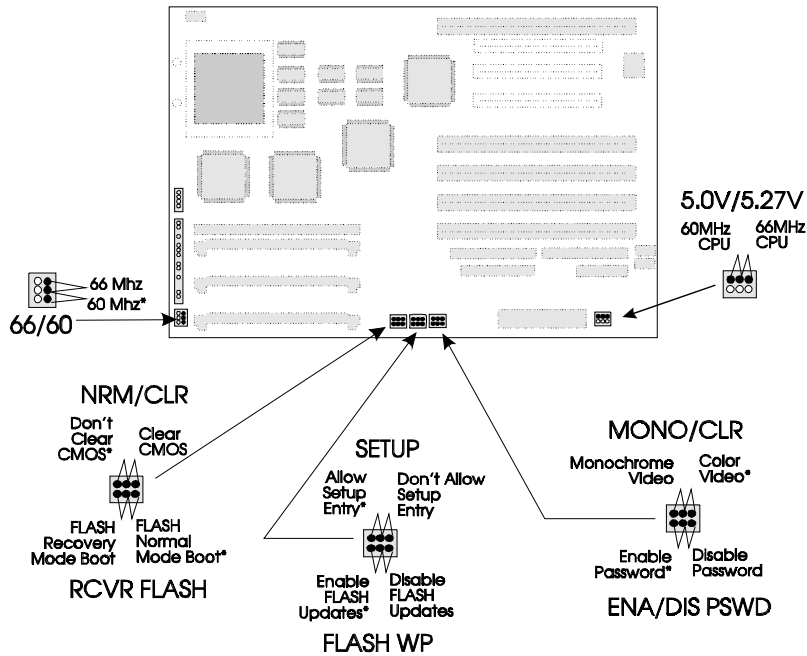 5.0V/5.27V
60MHz
CPU
66MHz
CPU
66 Mhz
60 Mhz*
66/60
NRM/CLR
Don't
Clear
CMOS*
Clear
CMOS
FLASH
Recovery
Mode Boot
FLASH
Normal
Mode Boot*
RCVR FLASH
SETUP
Allow
Setup
Entry*
Don't Allow
Setup
Entry
Enable
FLASH
Updates*
Disable
FLASH
Updates
FLASH WP
MONO/CLR
Monochrome
Video
Color
Video*
Enable
Password*
Disable
Password
ENA/DIS PSWD